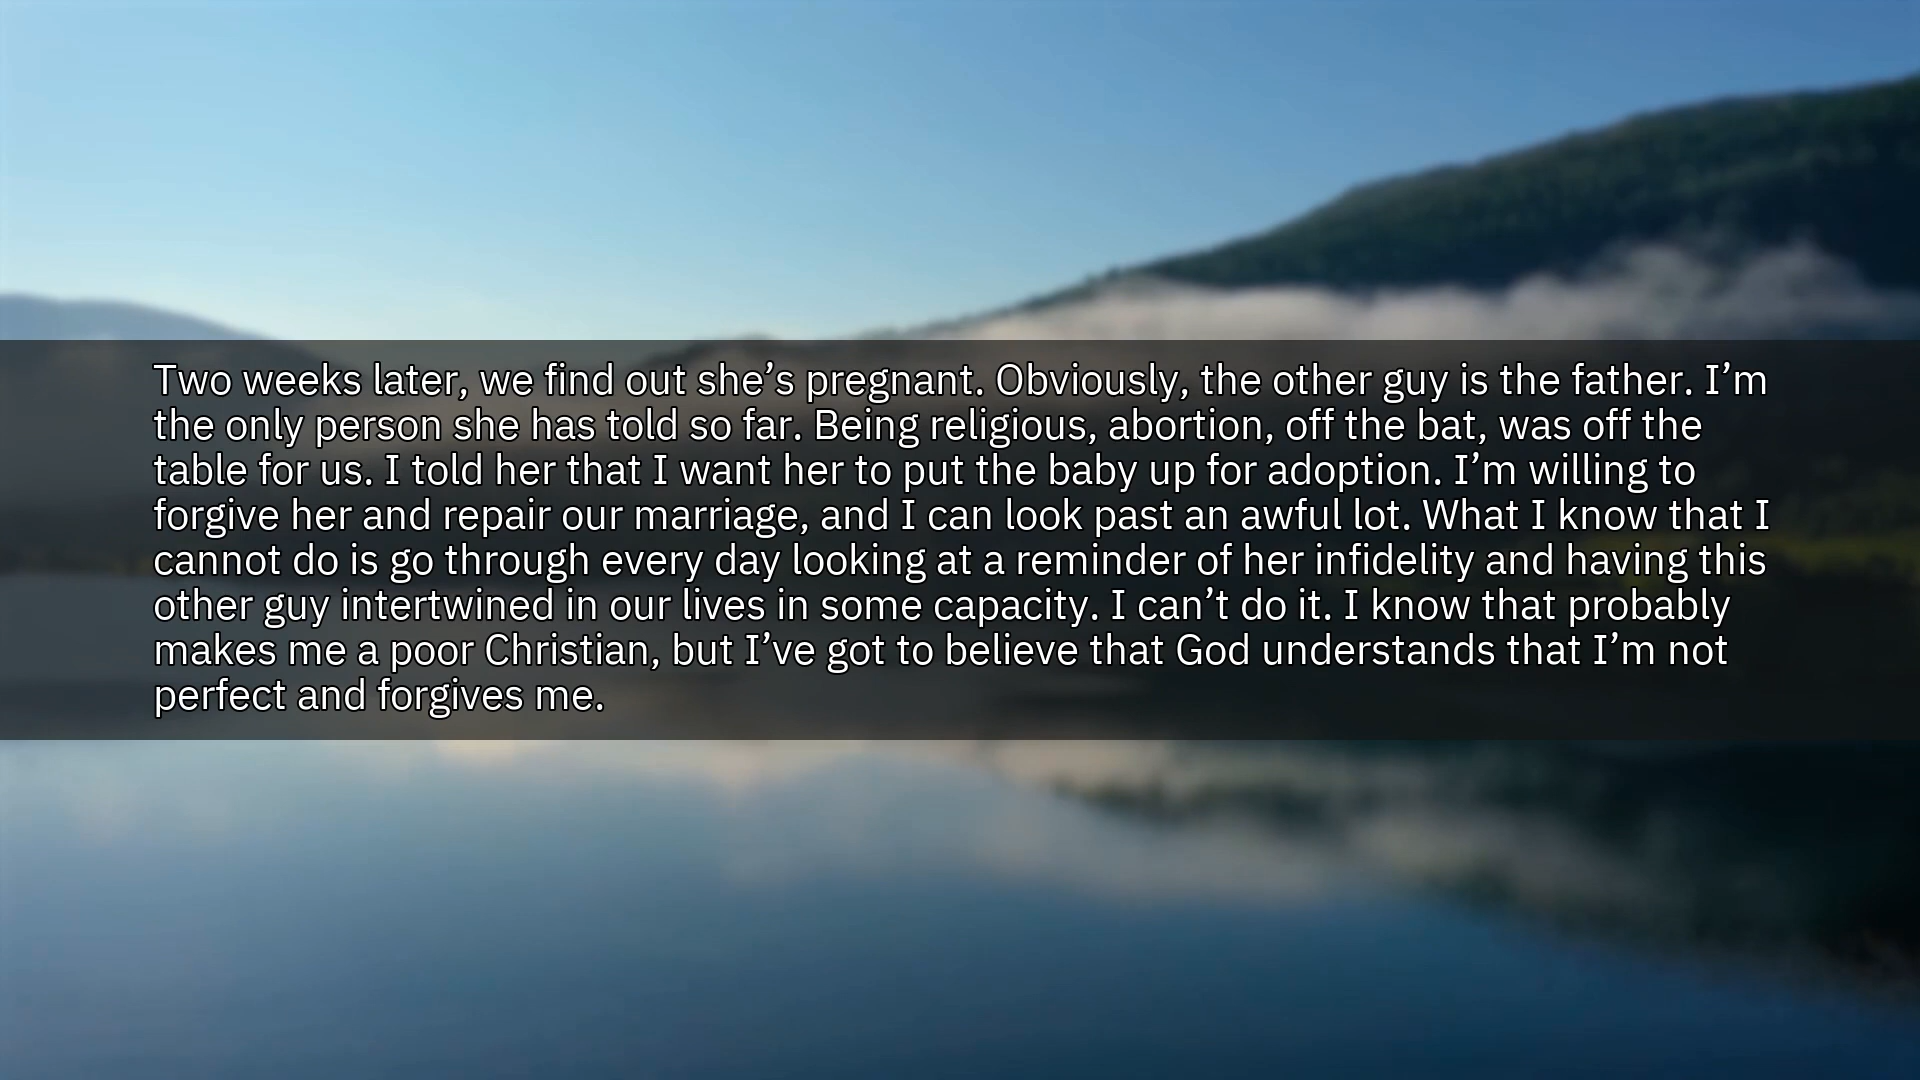 Two weeks later, we find out she’s pregnant. Obviously, the other guy is the father. I’m
the only person she has told so far. Being religious, abortion, off the bat, was off the
table for us. I told her that I want her to put the baby up for adoption. I’m willing to
forgive her and repair our marriage, and I can look past an awful lot. What I know that I
cannot do is go through every day looking at a reminder of her infidelity and having this
other guy intertwined in our lives in some capacity. I can’t do it. I know that probably
makes me a poor Christian, but I’ve got to believe that God understands that I’m not
perfect and forgives me.